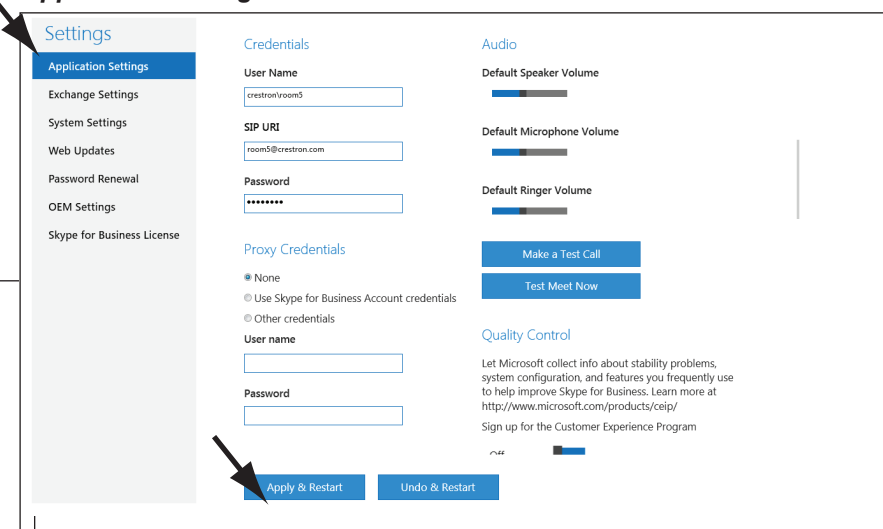 Settings
Application Settings
Exchange Settings
System Settings
Web Updates
Password Renewal
OEM Settings
Skype for Business License
Credentials
User Name
crestron\room5
SIP URI
room5@crestron.com
Password
••••••••
Proxy Credentials
None
Use Skype for Business Account credentials
Other credentials
User name
Password
Audio
Default Speaker Volume
Default Microphone Volume
Default Ringer Volume
Make a Test Call
Test Meet Now
Quality Control
Let Microsoft collect info about stability problems,
system configuration, and features you frequently use
to help improve Skype for Business. Learn more at
http://www.microsoft.com/products/ceip/
Sign up for the Customer Experience Program
Off
Apply & Restart
Undo & Restart